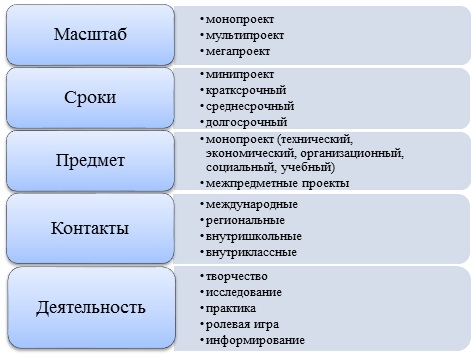 Масштаб
• монопроект
• мультипроект
• мегапроект
Сроки
• минипроект
• кратксрочный
• среднесрочный
• долгосрочный
Предмет
• монопроект (технический,
экономический, организационный,
социальный, учебный)
• межпредметные проекты
Контакты
• международные
• региональные
• внутришкольные
• внутриклассные
Деятельность
• творчество
• исследование
• практика
• ролевая игра
• информирование